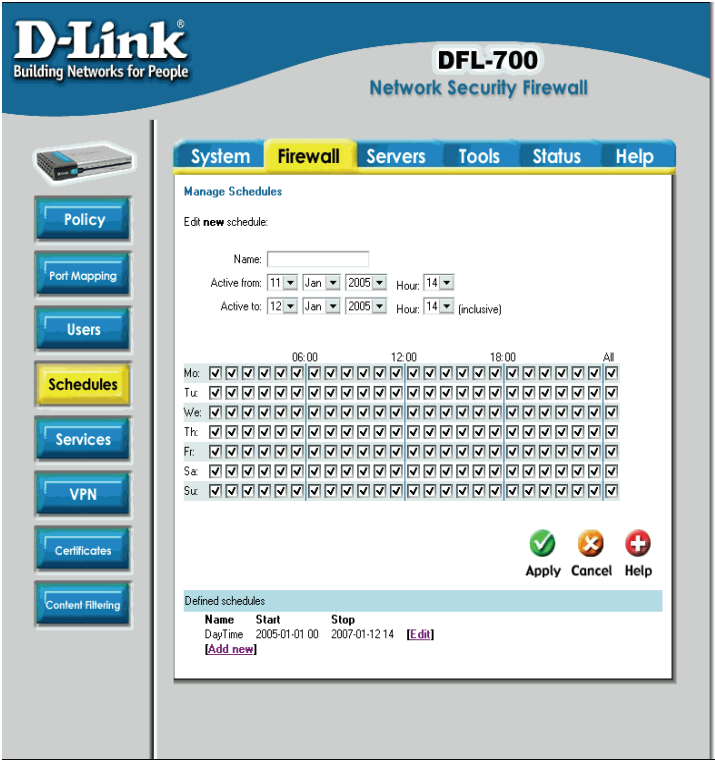 D-Link®
Building Networks for People
DFL-700
Network Security Firewall
System Firewall Servers Tools Status Help
Policy
Port Mapping
Users
Schedules
Services
VPN
Certificates
Content Filtering
Manage Schedules
Edit new schedule:
Name:
Active from: 11 Jan 2005 Hour: 14
Active to: 12 Jan 2005 Hour: 14 (inclusive)
06:00 12:00 18:00 All
Mo:
Tu:
We:
Th:
Fr:
Sa:
Su:
Apply Cancel Help
Defined schedules
Name Start Stop
DayTime 2005-01-01 00 2007-01-12 14 [Edit]
[Add new]